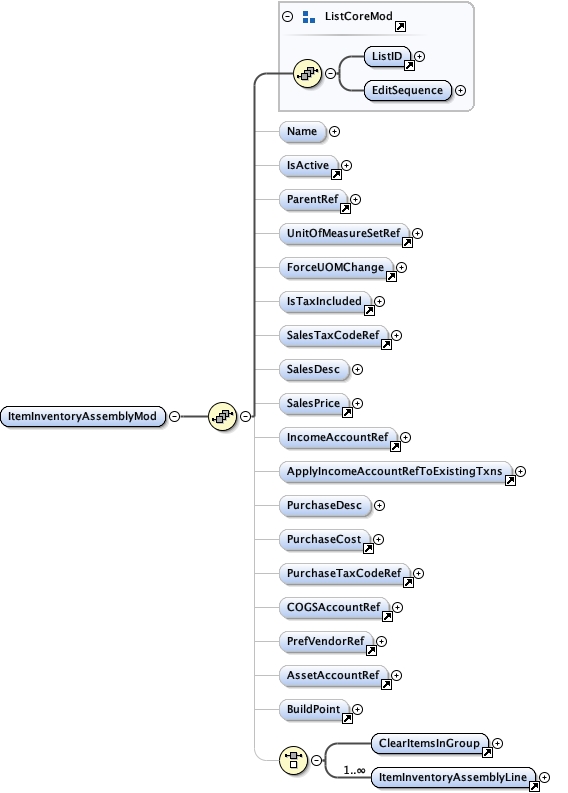 ListCoreMod
ListID
EditSequence
Name
IsActive
ParentRef
UnitOfMeasureSetRef
ForceUOMChange
IsTaxIncluded
SalesTaxCodeRef
SalesDesc
ItemInventoryAssemblyMod
SalesPrice
IncomeAccountRef
ApplyIncomeAccountRefToExistingTxns
PurchaseDesc
PurchaseCost
PurchaseTaxCodeRef
COGSAccountRef
PrefVendorRef
AssetAccountRef
BuildPoint
ClearItemsInGroup
1..∞
ItemInventoryAssemblyLine